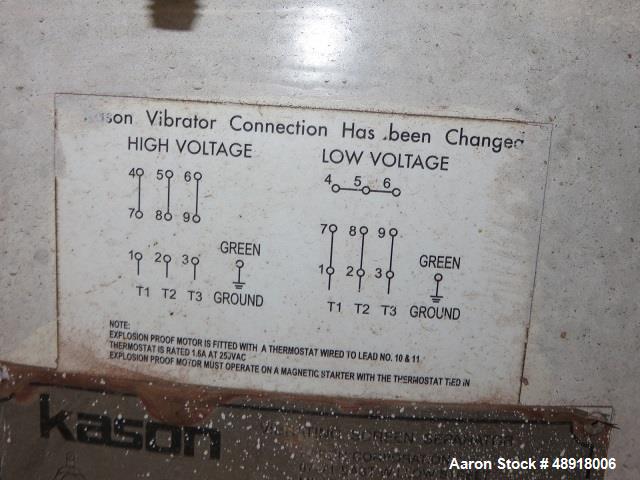 Vibrator Connection Has been Changed
HIGH VOLTAGE
LOW VOLTAGE
4 5 6
7 8 9
1 2 3
GREEN
T1 T2 T3 GROUND
4 5 6
7 8 9
1 2 3
GREEN
T1 T2 T3 GROUND
NOTE:
EXPLOSION PROOF MOTOR IS FITTED WITH A THERMOSTAT WIRED TO LEAD NO. 10 & 11
THERMOSTAT IS RATED 1.6A AT 250VAC
EXPLOSION PROOF MOTOR MUST OPERATE ON A MAGNETIC STARTER WITH THE THERMOSTAT TIED IN
kason
VIBRATING SCREEN SEPARATOR
CORPORATION
Aaron Stock # 48918006